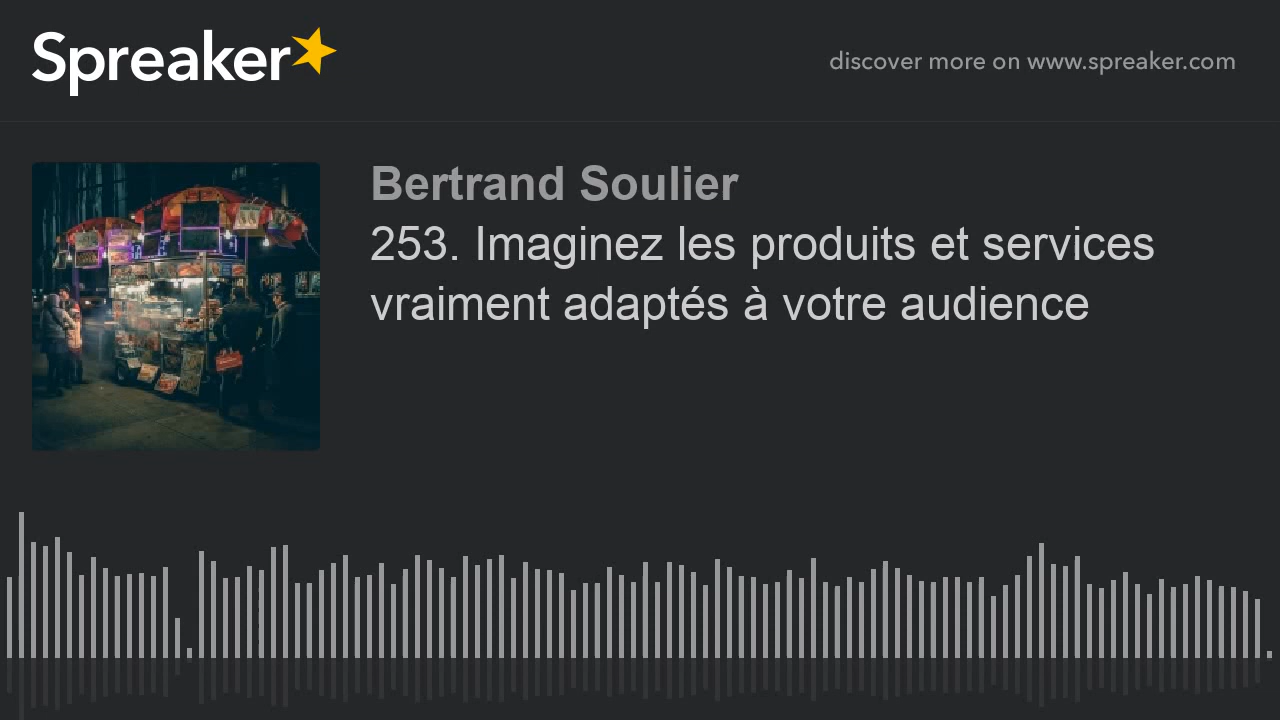 Spreaker
discover more on www.spreaker.com
Bertrand Soulier
253. Imaginez les produits et services
vraiment adaptés à votre audience